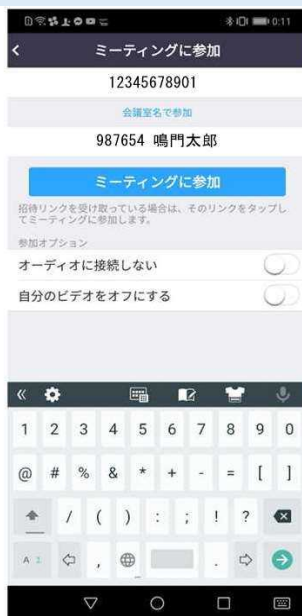 0:11
ミーティングに参加
12345678901
会議室名で参加
987654 鳴門太郎
ミーティングに参加
招待リンクを受け取っている場合は、そのリンクをタップし
てミーティングに参加します。
参加オプション
オーディオに接続しない
自分のビデオをオフにする
1 2 3 4 5 6 7 8 9 0
@ # % & * + - = [ ]
/ ( ) : ; ! ?
A , .